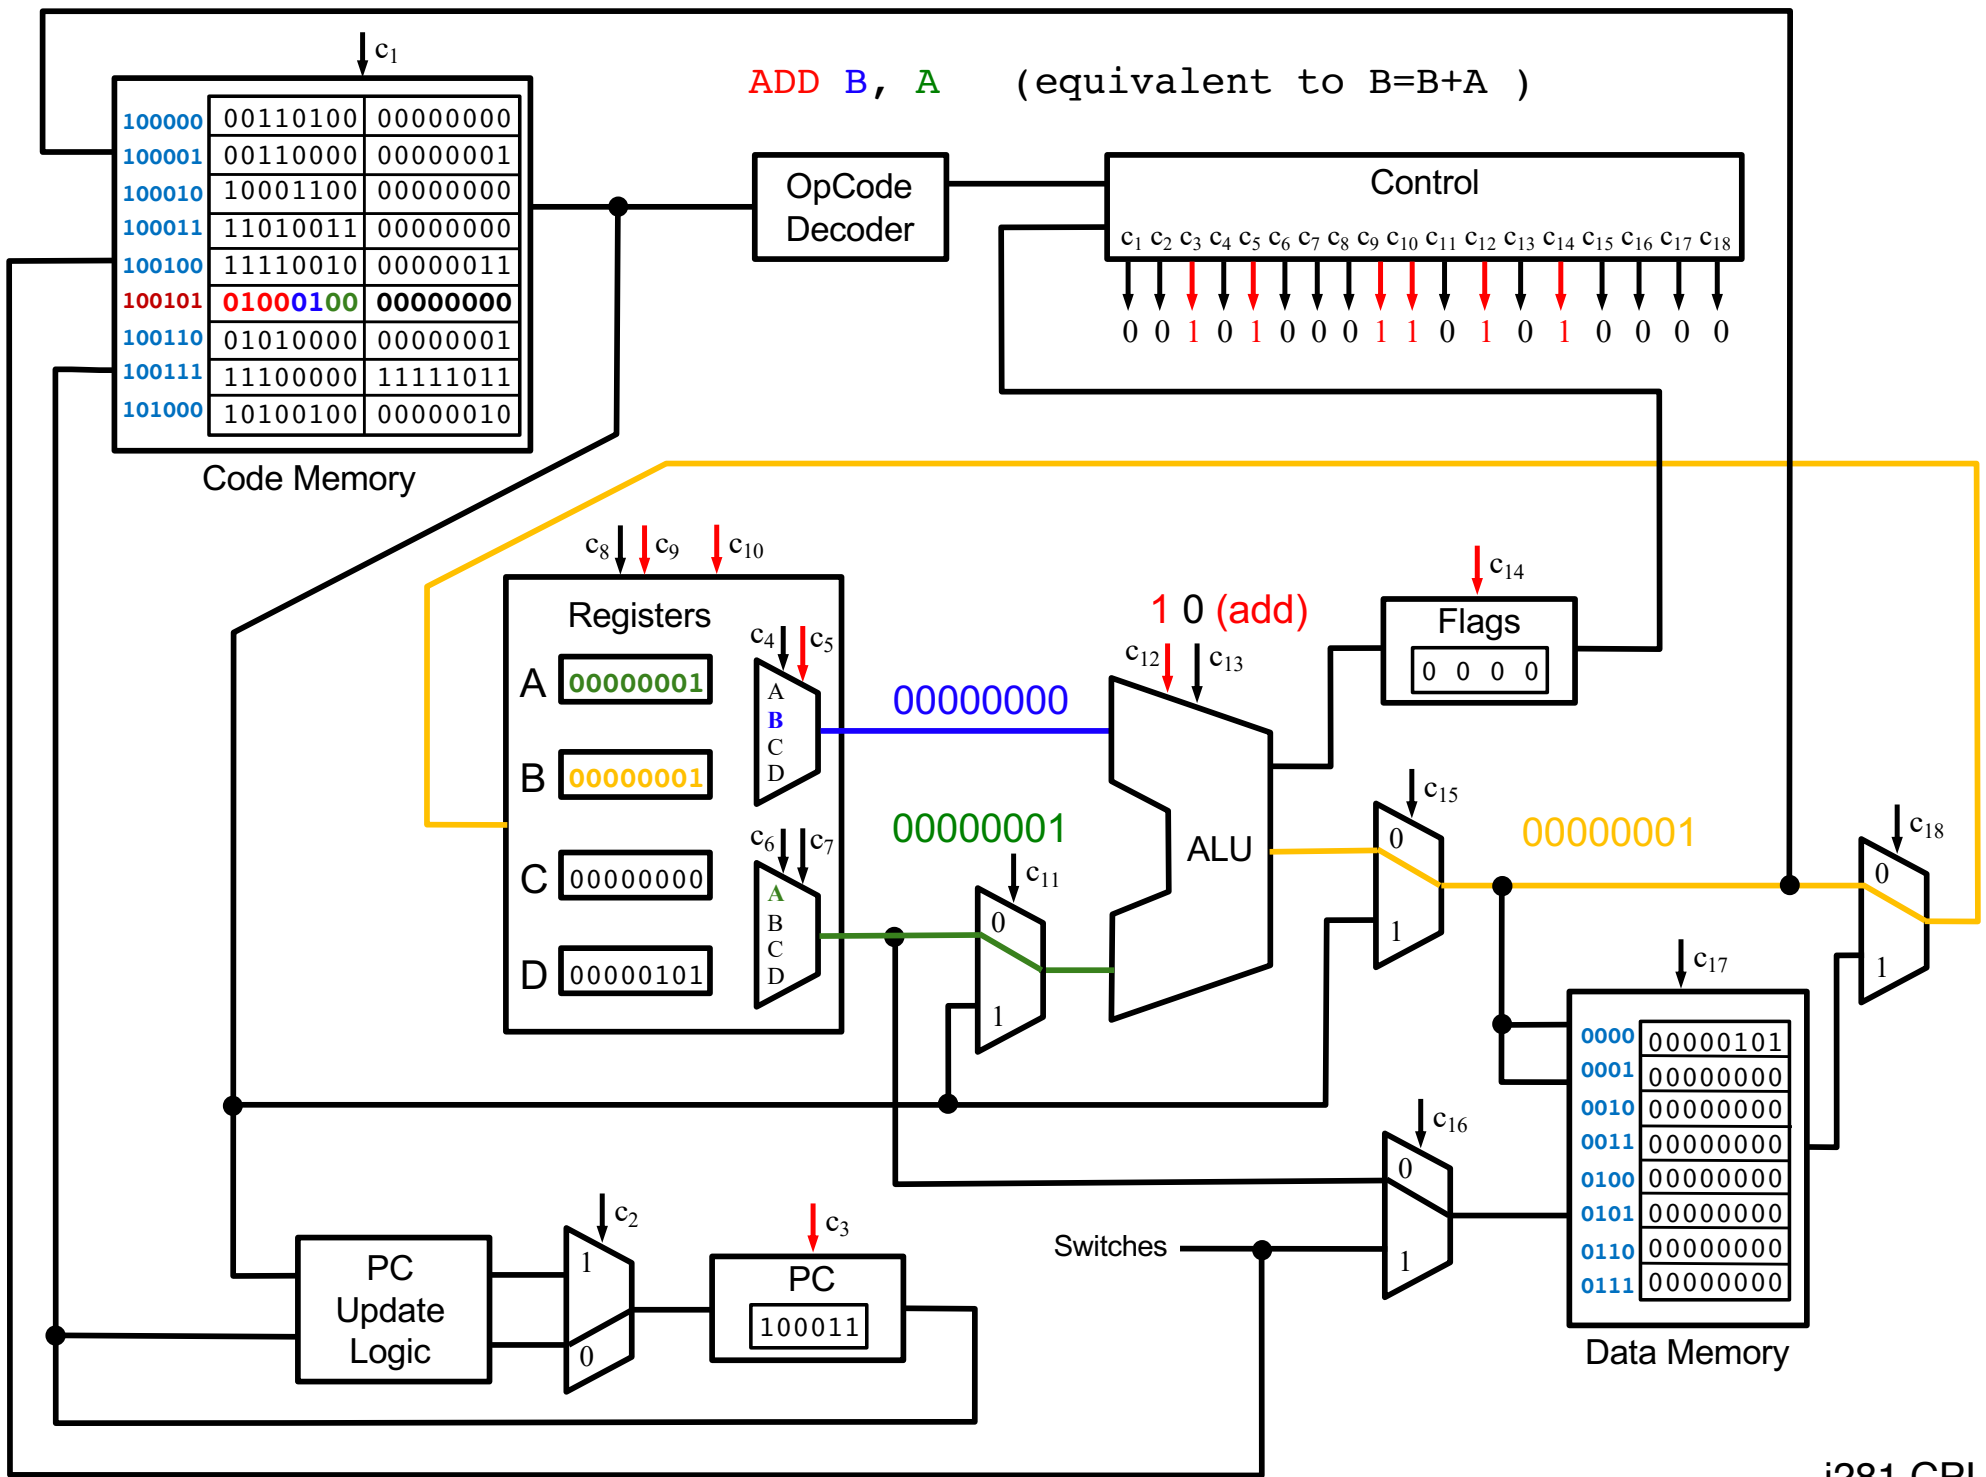 c1
ADD B, A (equivalent to B=B+A )
100000 00110100 00000000
100001 00110000 00000001
100010 10001100 00000000
100011 11010011 00000000
100100 11110010 00000011
100101 01000100 00000000
100110 01010000 00000001
100111 11100000 11111011
101000 10100100 00000010
Code Memory
OpCode
Decoder
Control
c1 c2 c3 c4 c5 c6 c7 c8 c9 c10 c11 c12 c13 c14 c15 c16 c17 c18
0 0 1 0 1 0 0 0 1 1 0 1 0 1 0 0 0 0
c8 c9 c10
Registers
A 00000001
B 00000001
C 00000000
D 00000101
c4 c5
A
B
C
D
c6 c7
A
B
C
D
00000000
00000001
c11
0
1
1 0 (add)
c12 c13
ALU
c14
Flags
0 0 0 0
c15
0
1
00000001
c18
0
1
c17
0000 00000101
0001 00000000
0010 00000000
0011 00000000
0100 00000000
0101 00000000
0110 00000000
0111 00000000
Data Memory
c16
0
1
Switches
PC
Update
Logic
c2
1
0
c3
PC
100011
i281 CPU